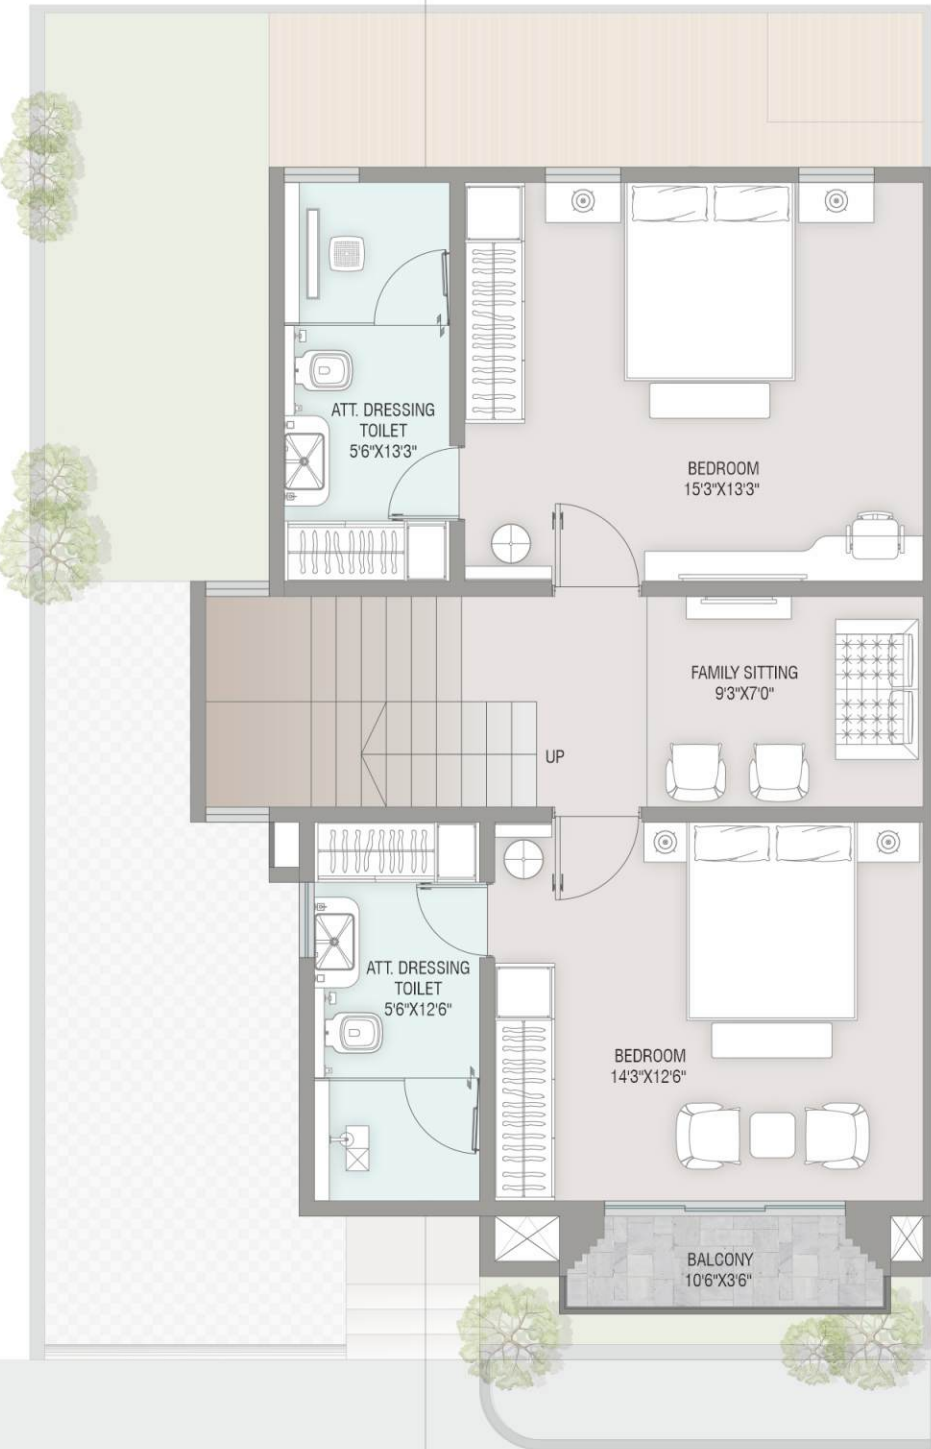 ATT. DRESSING
TOILET
5'6"X13'3"
BEDROOM
15'3"X13'3"
FAMILY SITTING
9'3"X7'0"
UP
ATT. DRESSING
TOILET
5'6"X12'6"
BEDROOM
14'3"X12'6"
BALCONY
10'6"X3'6"